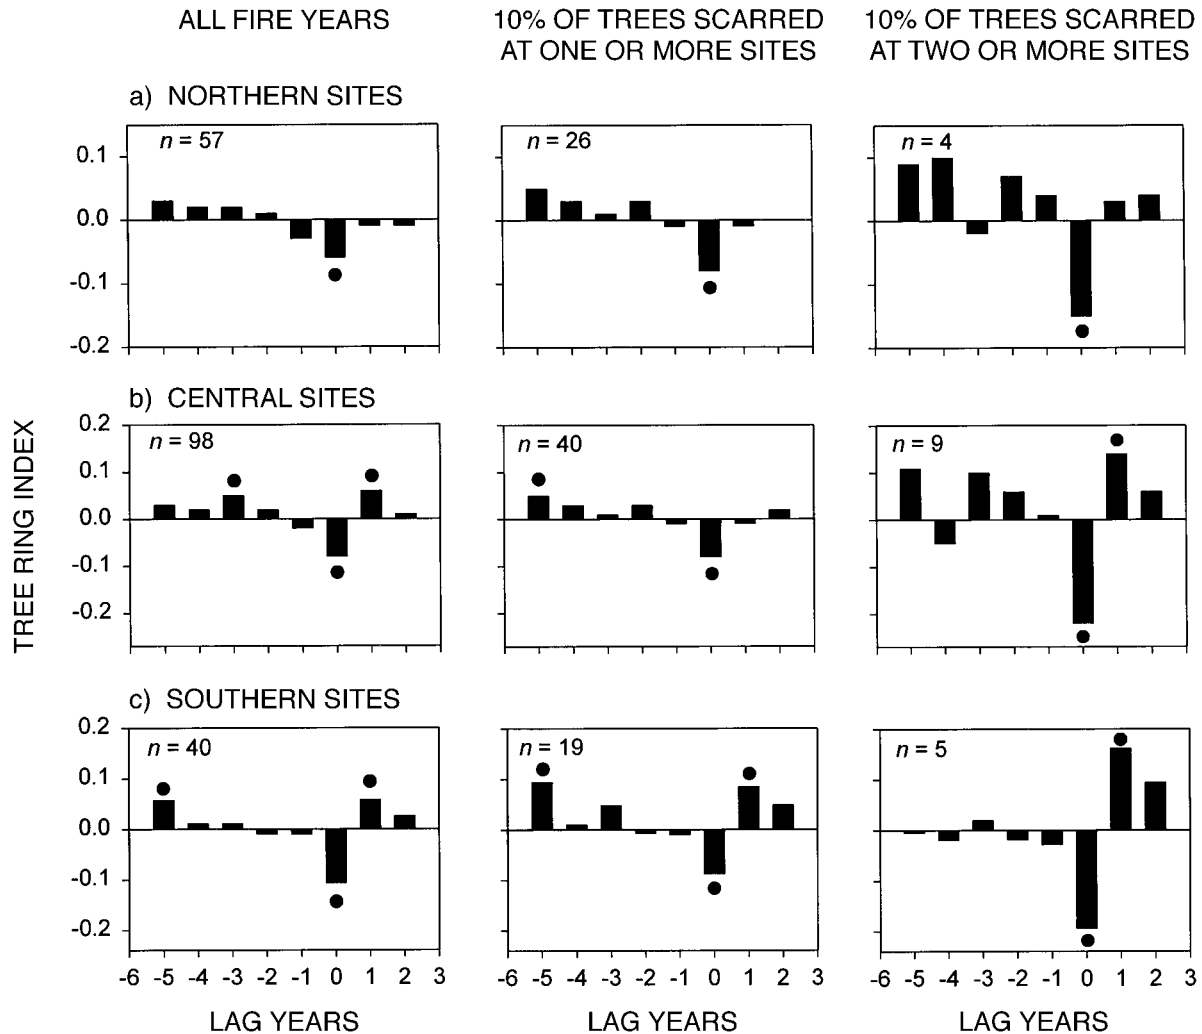 ALL FIRE YEARS
10% OF TREES SCARRED
AT ONE OR MORE SITES
10% OF TREES SCARRED
AT TWO OR MORE SITES
a) NORTHERN SITES
n = 57
n = 26
n = 4
0.1
0.0
-0.1
-0.2
b) CENTRAL SITES
n = 98
n = 40
n = 9
0.2
0.1
0.0
-0.1
-0.2
TREE RING INDEX
c) SOUTHERN SITES
n = 40
n = 19
n = 5
0.2
0.1
0.0
-0.1
-0.2
-6 -5 -4 -3 -2 -1 0 1 2 3
-6 -5 -4 -3 -2 -1 0 1 2 3
-6 -5 -4 -3 -2 -1 0 1 2 3
LAG YEARS
LAG YEARS
LAG YEARS